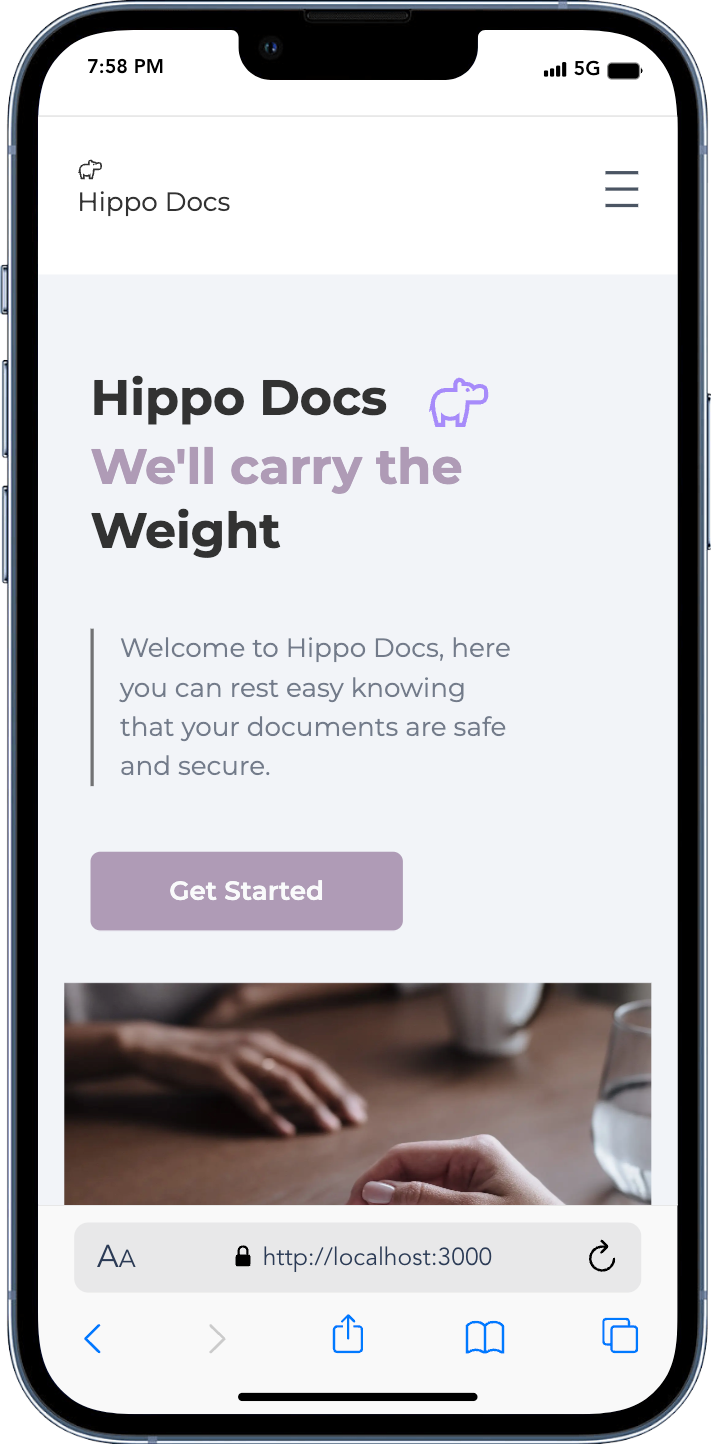 7:58 PM
5G
Hippo Docs
Hippo Docs
We'll carry the
Weight
Welcome to Hippo Docs, here
you can rest easy knowing
that your documents are safe
and secure.
Get Started
AA
http://localhost:3000